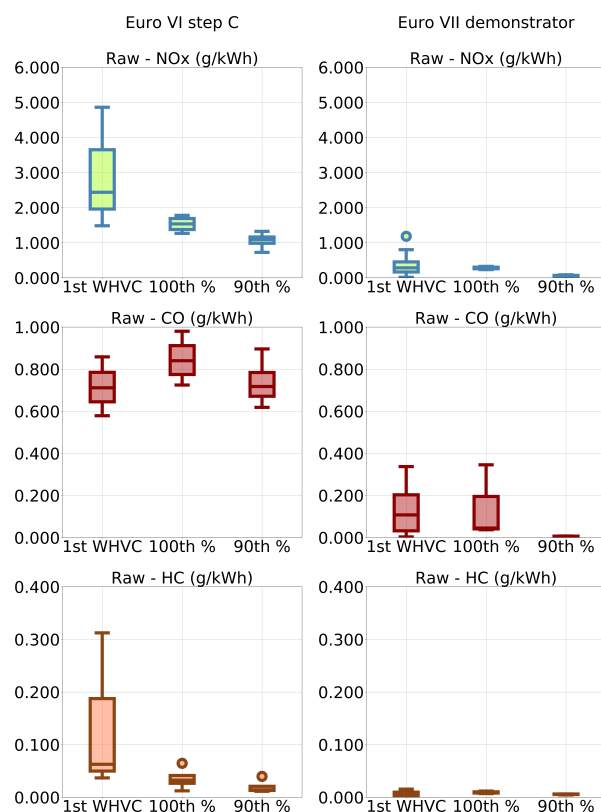 Euro VI step C Euro VII demonstrator
Raw - NOx (g/kWh) Raw - NOx (g/kWh)
6.000 6.000
5.000 5.000
4.000 4.000
3.000 3.000
2.000 2.000
1.000 1.000
0.000 0.000
1st WHVC 100th % 90th % 1st WHVC 100th % 90th %
Raw - CO (g/kWh) Raw - CO (g/kWh)
1.000 1.000
0.800 0.800
0.600 0.600
0.400 0.400
0.200 0.200
0.000 0.000
1st WHVC 100th % 90th % 1st WHVC 100th % 90th %
Raw - HC (g/kWh) Raw - HC (g/kWh)
0.400 0.400
0.300 0.300
0.200 0.200
0.100 0.100
0.000 0.000
1st WHVC 100th % 90th % 1st WHVC 100th % 90th %